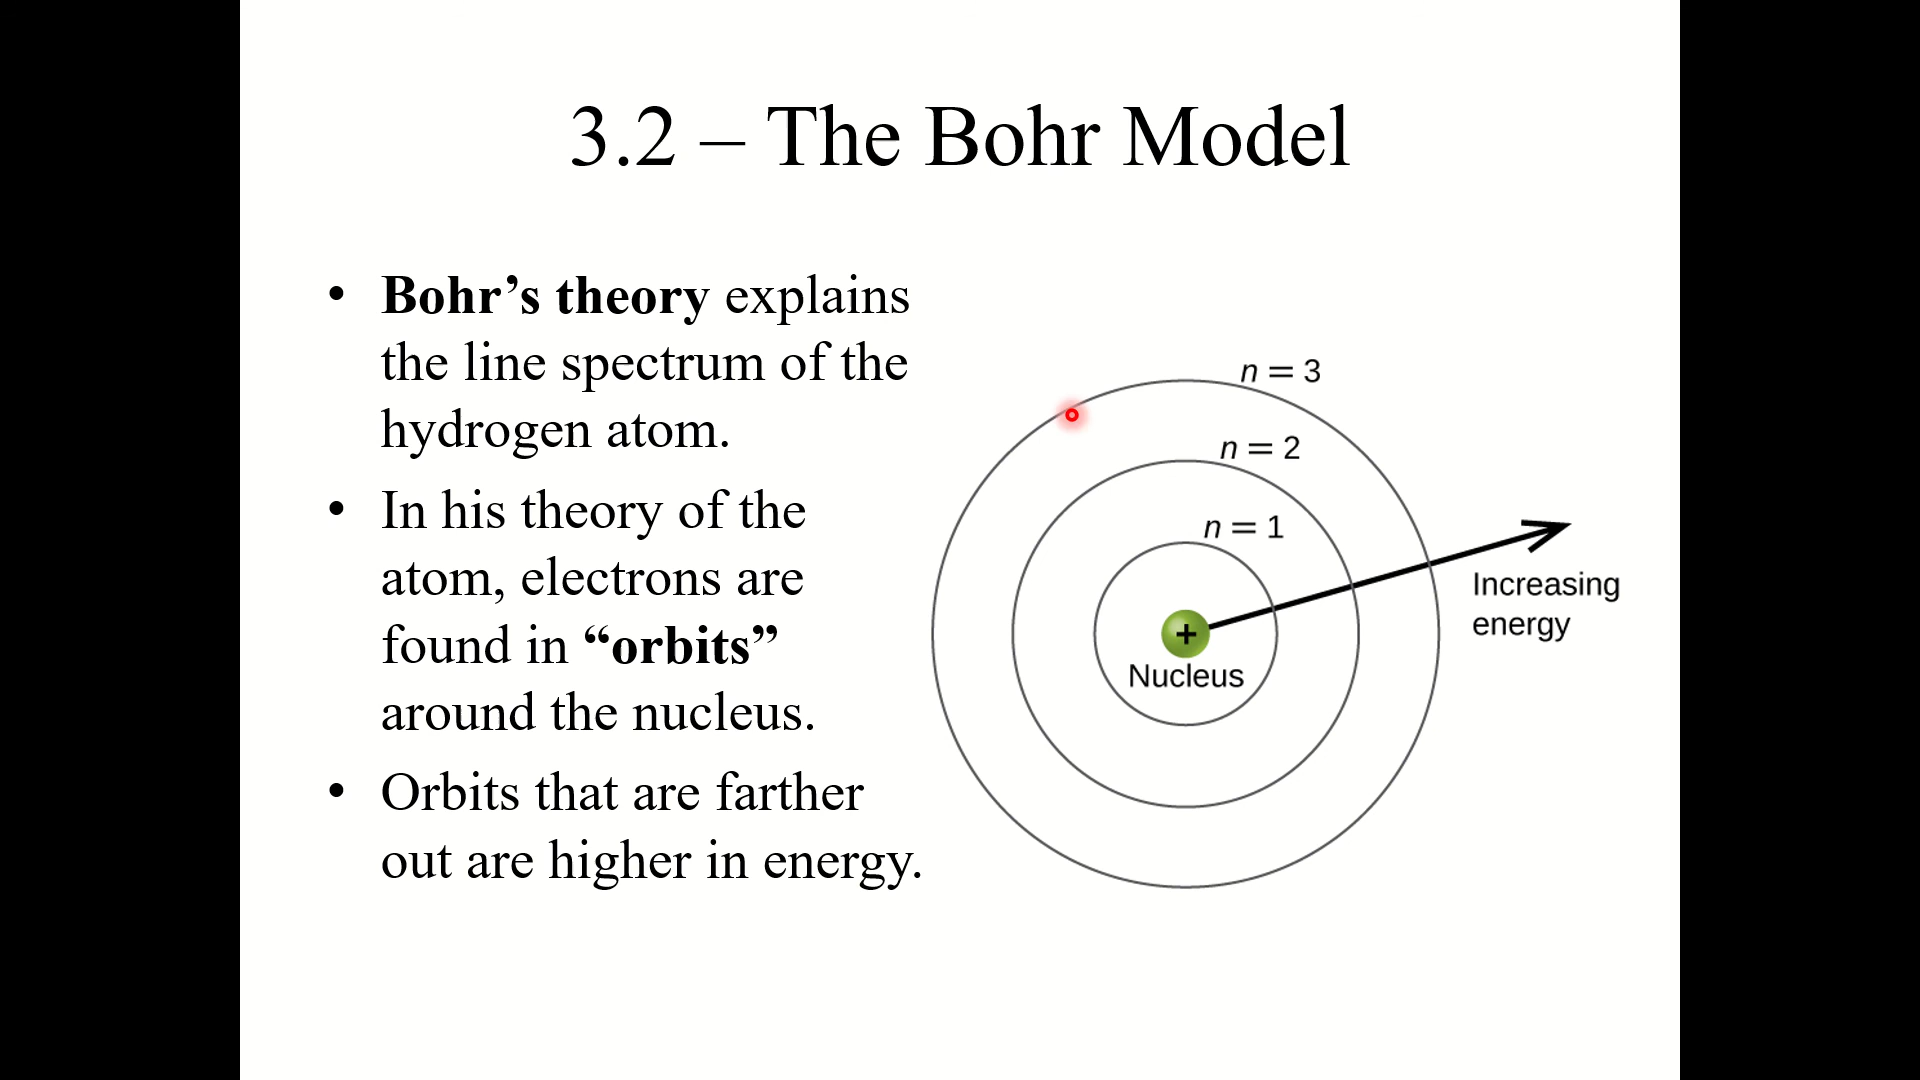 3.2 – The Bohr Model
• Bohr’s theory explains
the line spectrum of the
hydrogen atom.
• In his theory of the
atom, electrons are
found in “orbits”
around the nucleus.
• Orbits that are farther
out are higher in energy.
n = 3
n = 2
n = 1
+
Nucleus
Increasing
energy